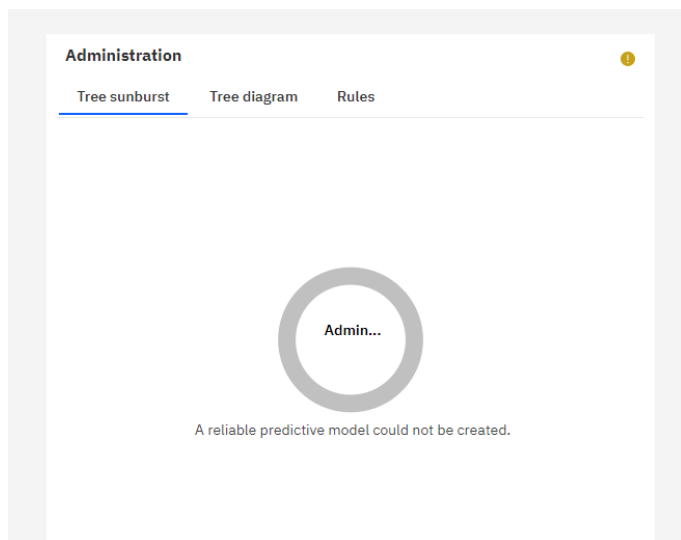 Administration
Tree sunburst Tree diagram Rules
Admin...
A reliable predictive model could not be created.